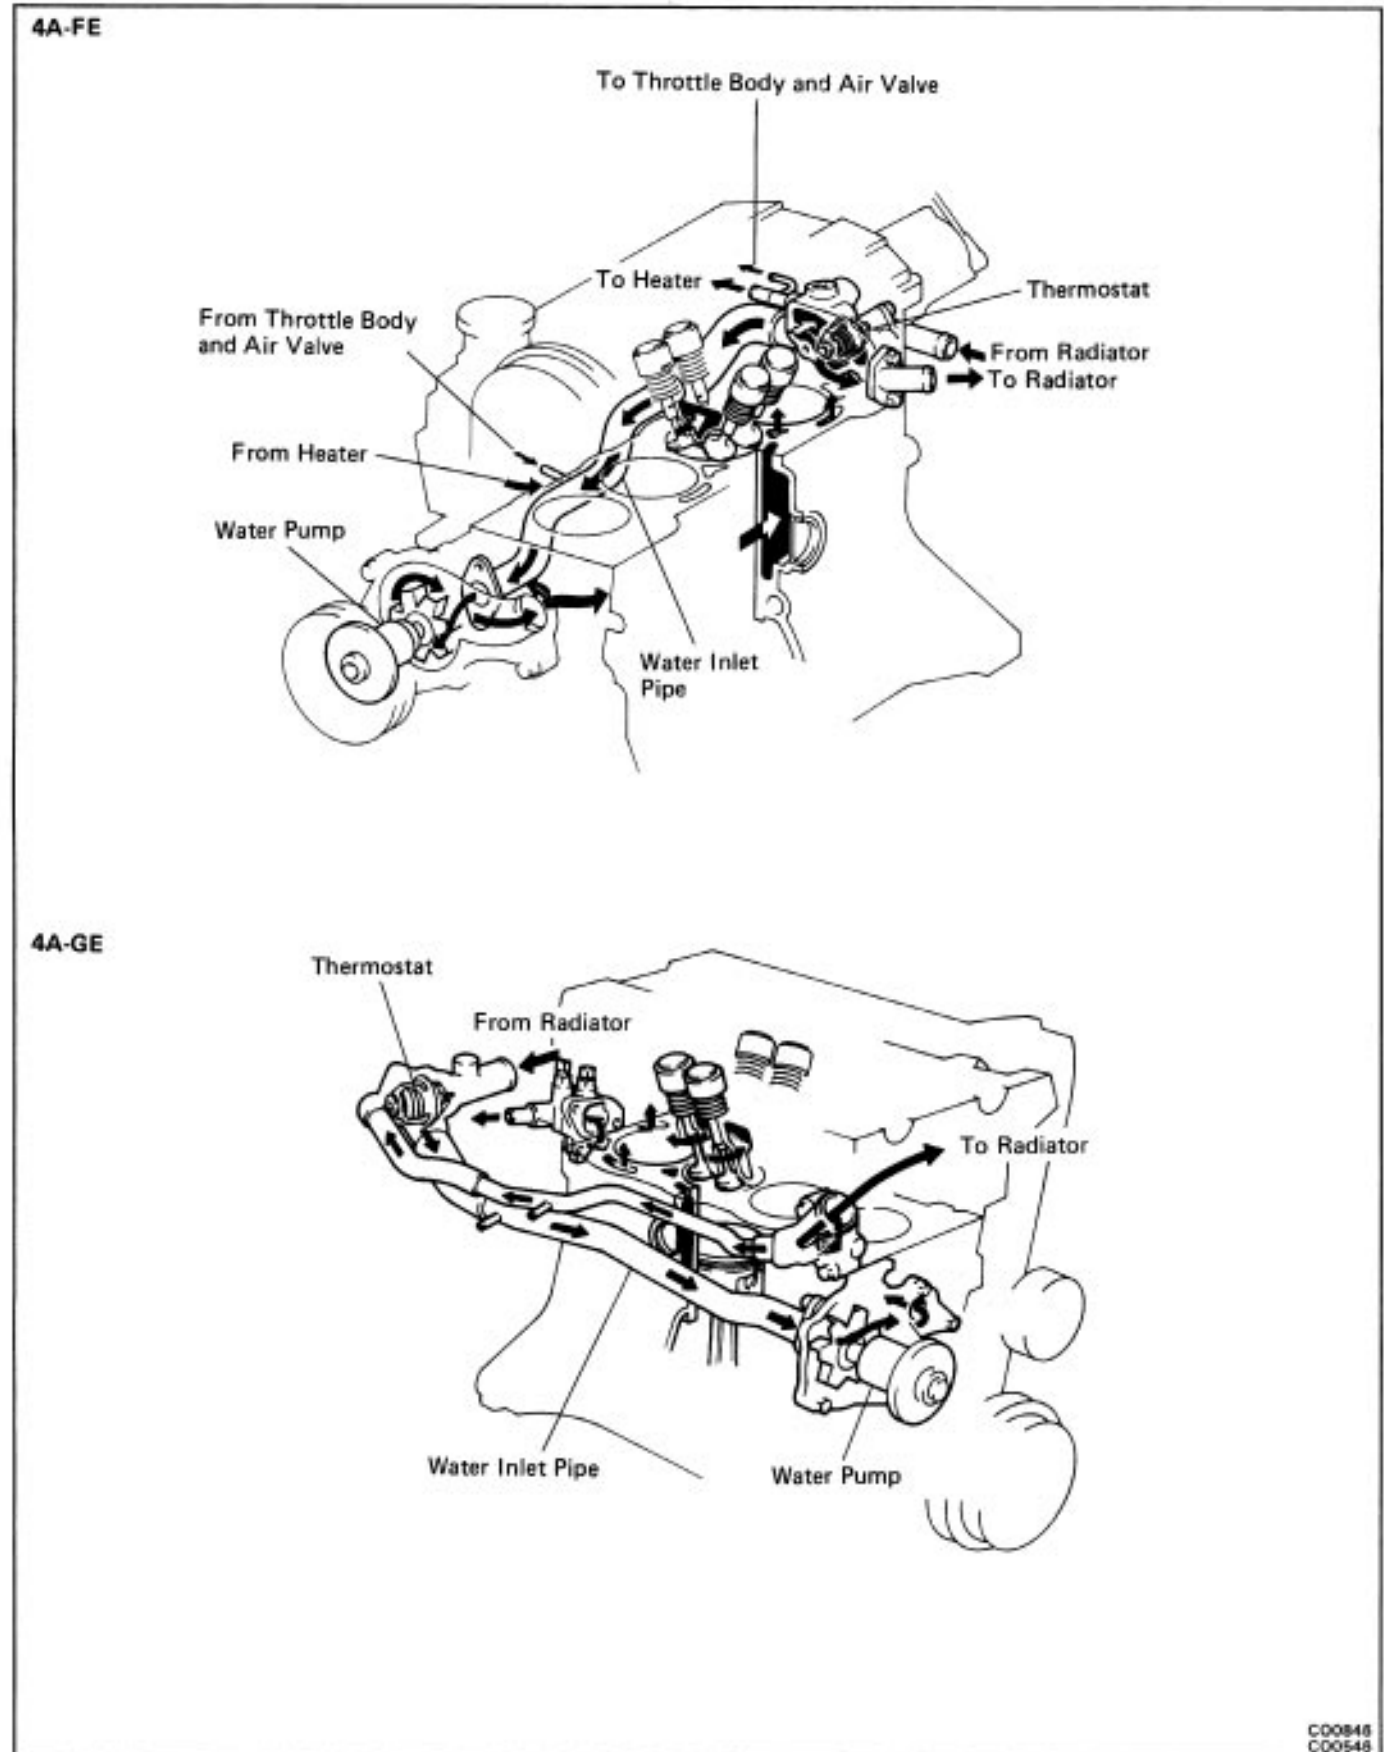 4A-FE
To Throttle Body and Air Valve
To Heater
Thermostat
From Throttle Body
and Air Valve
From Radiator
To Radiator
From Heater
Water Pump
Water Inlet
Pipe
4A-GE
Thermostat
From Radiator
To Radiator
Water Inlet Pipe
Water Pump
C00846
C00546